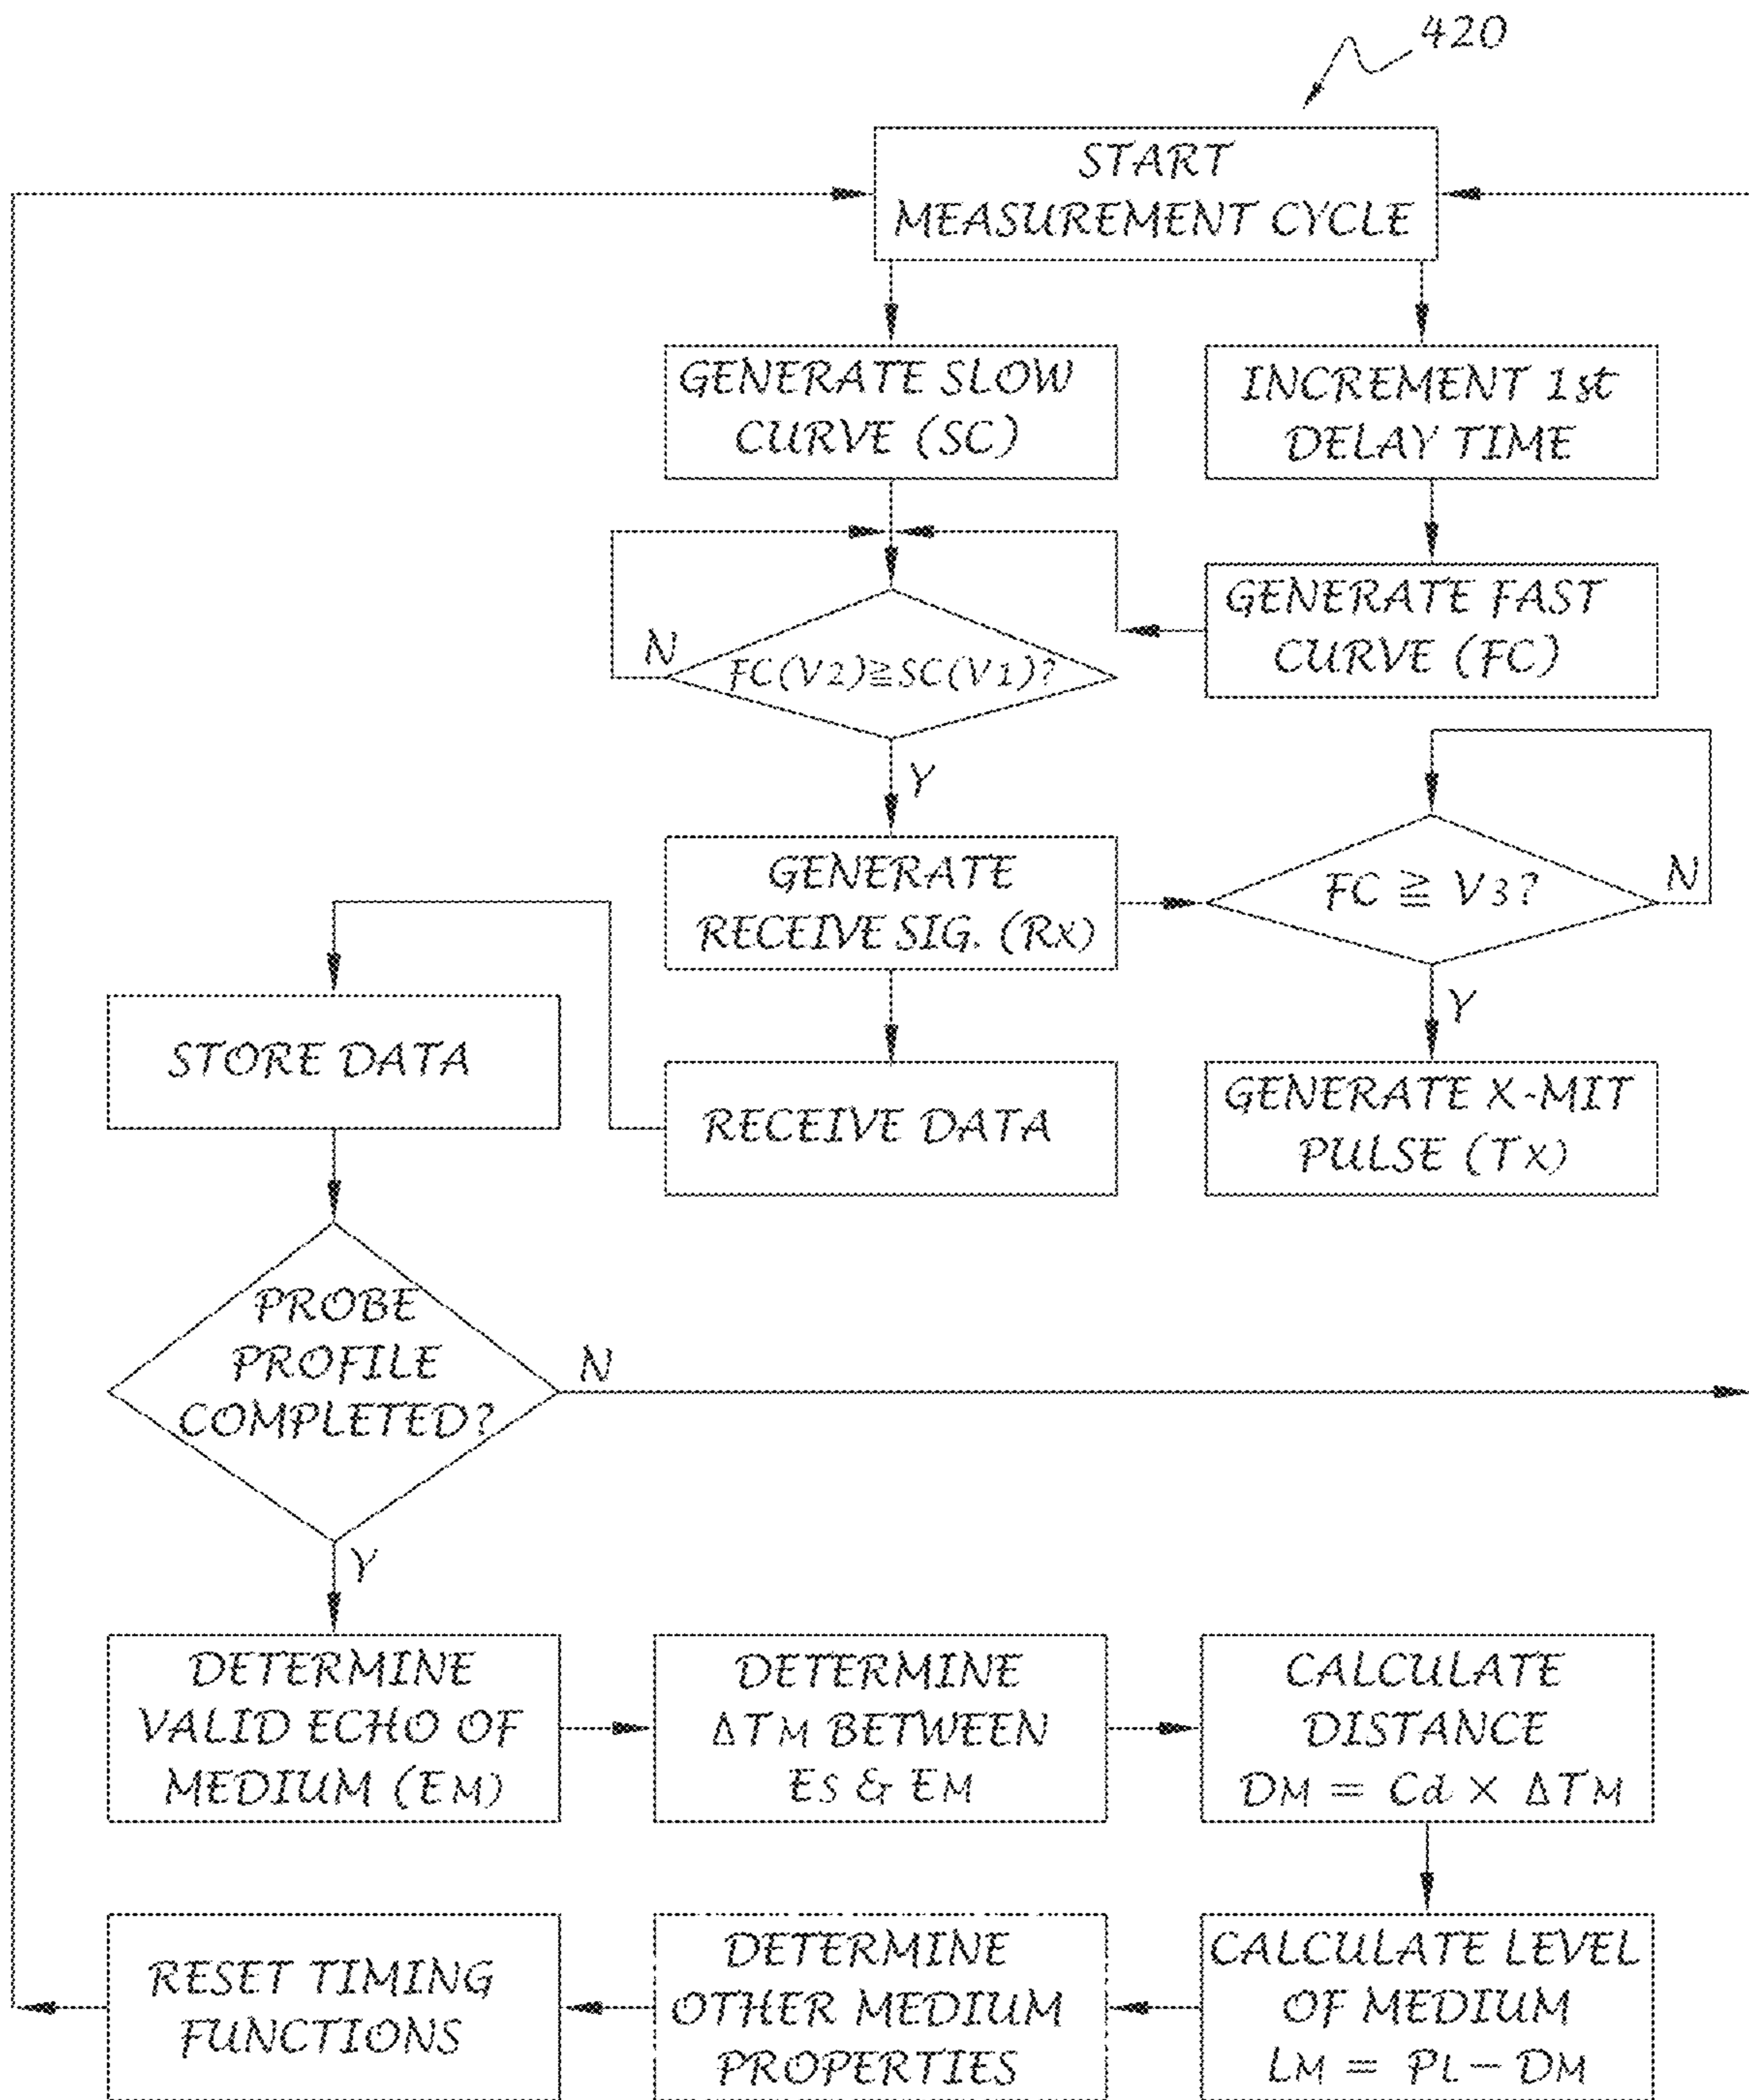 420
START
MEASUREMENT CYCLE
GENERATE SLOW
CURVE (SC)
INCREMENT 1st
DELAY TIME
GENERATE FAST
CURVE (FC)
N
FC(V2)≧SC(V1)?
Y
GENERATE
RECEIVE SIG. (RX)
FC ≧ V3?
N
Y
STORE DATA
RECEIVE DATA
GENERATE X-MIT
PULSE (TX)
PROBE
PROFILE
COMPLETED?
N
Y
DETERMINE
VALID ECHO OF
MEDIUM (EM)
DETERMINE
ΔTM BETWEEN
ES & EM
CALCULATE
DISTANCE
DM = Cd × ΔTM
RESET TIMING
FUNCTIONS
DETERMINE
OTHER MEDIUM
PROPERTIES
CALCULATE LEVEL
OF MEDIUM
LM = PL − DM